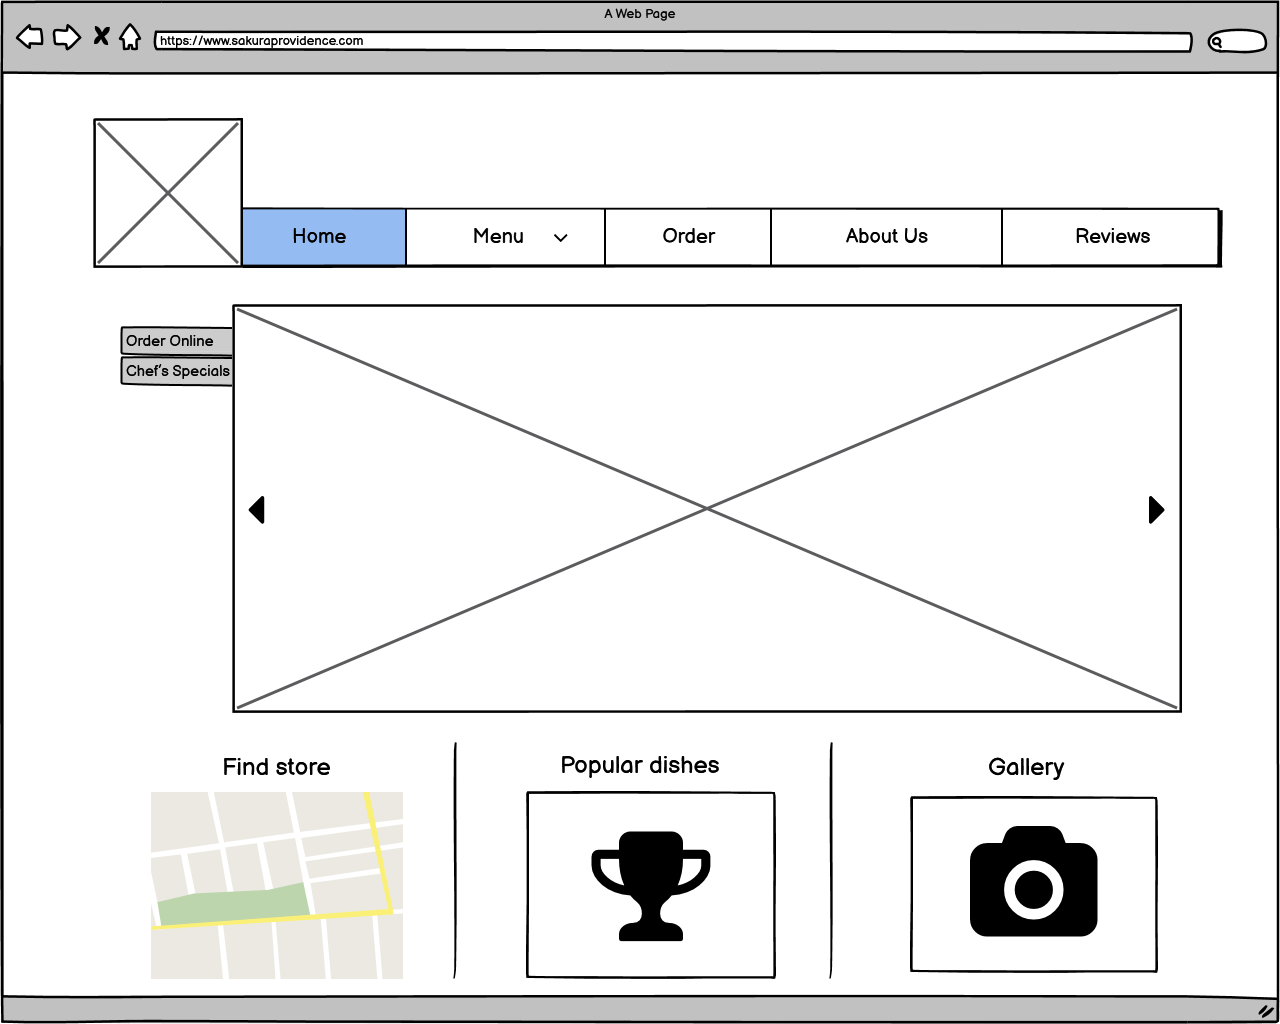 A Web Page
https://www.sakuraprovidence.com
Home
Menu
Order
About Us
Reviews
Order Online
Chef's Specials
Find store
Popular dishes
Gallery